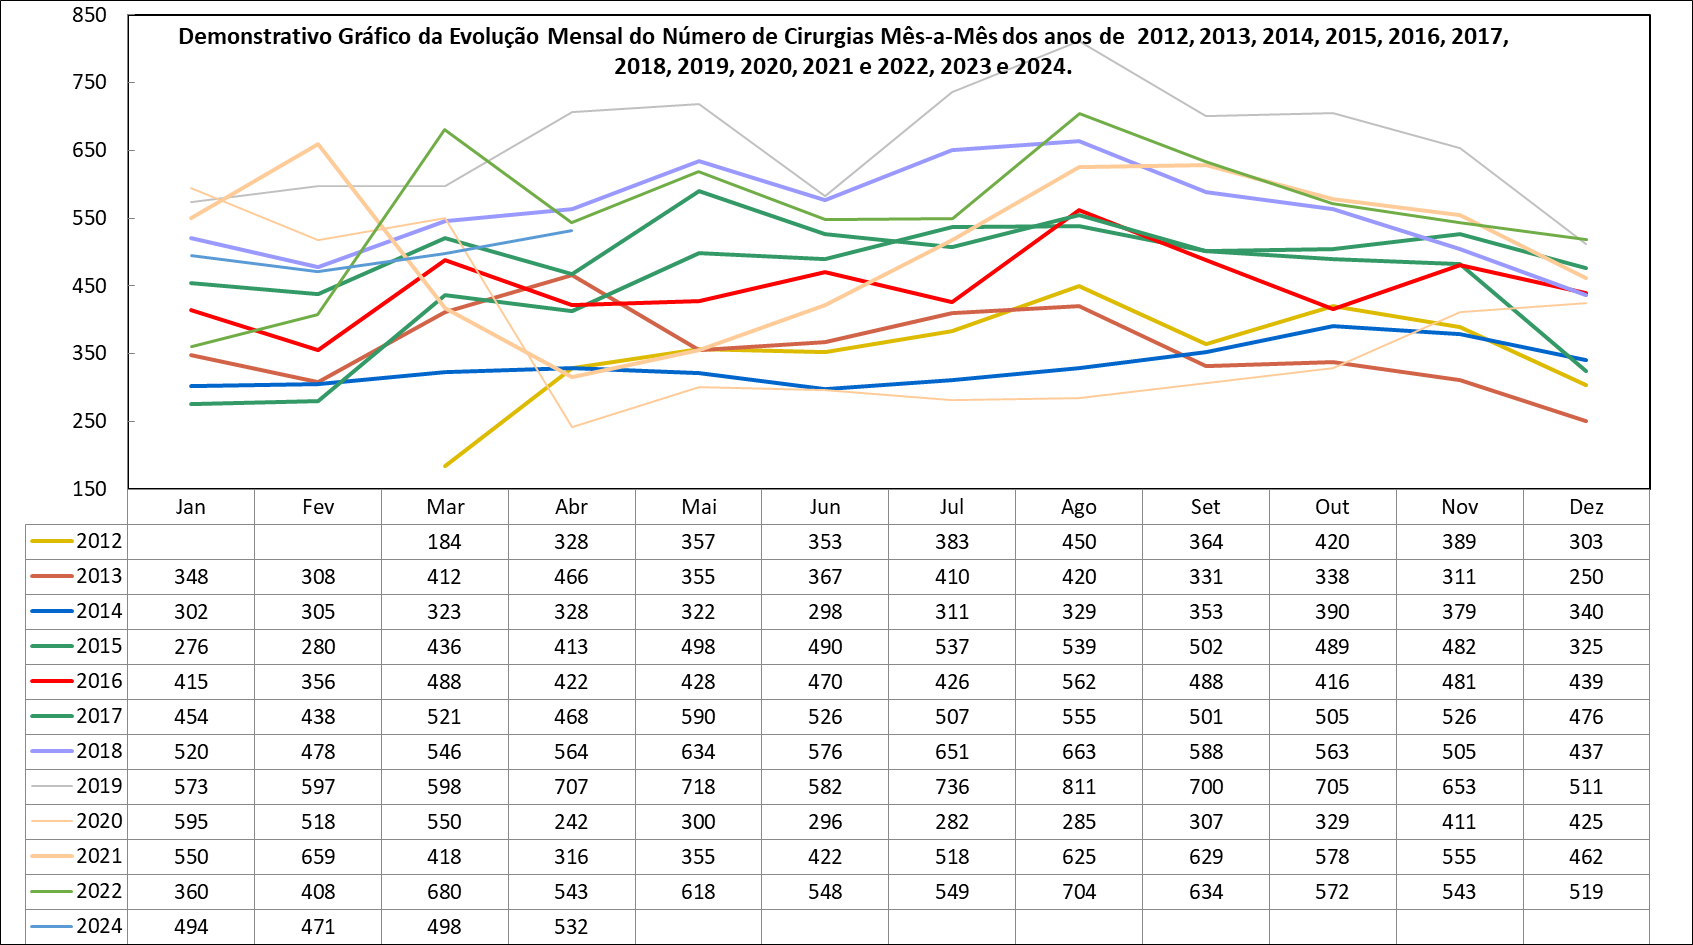 850
Demonstrativo Gráfico da Evolução Mensal do Número de Cirurgias Mês-a-Mês dos anos de 2012, 2013, 2014, 2015, 2016, 2017,
2018, 2019, 2020, 2021 e 2022, 2023 e 2024.
750
650
550
450
350
250
150
Jan Fev Mar Abr Mai Jun Jul Ago Set Out Nov Dez
2012 184 328 357 353 383 450 364 420 389 303
2013 348 308 412 466 355 367 410 420 331 338 311 250
2014 302 305 323 328 322 298 311 329 353 390 379 340
2015 276 280 436 413 498 490 537 539 502 489 482 325
2016 415 356 488 422 428 470 426 562 488 416 481 439
2017 454 438 521 468 590 526 507 555 501 505 526 476
2018 520 478 546 564 634 576 651 663 588 563 505 437
2019 573 597 598 707 718 582 736 811 700 705 653 511
2020 595 518 550 242 300 296 282 285 307 329 411 425
2021 550 659 418 316 355 422 518 625 629 578 555 462
2022 360 408 680 543 618 548 549 704 634 572 543 519
2024 494 471 498 532